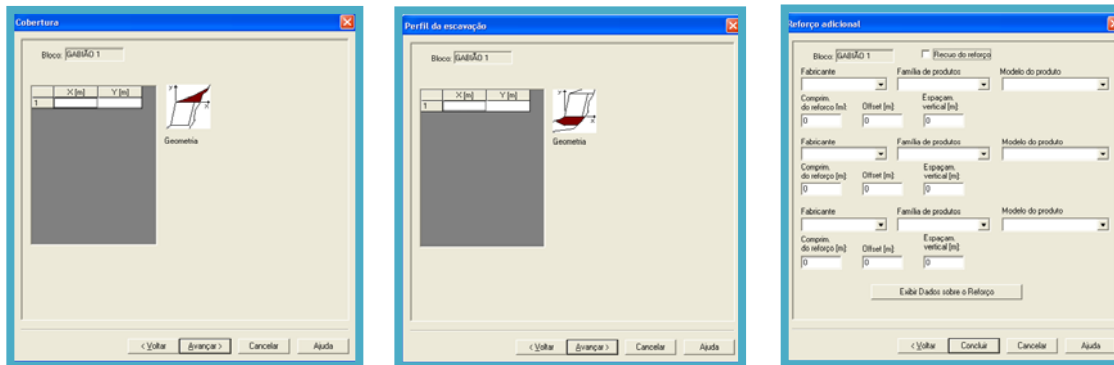 Cobertura
Bloco: GABIÃO 1
X [m] Y [m]
1
Y
X
Geometria
< Voltar Avançar > Cancelar Ajuda
Perfil da escavação
Bloco: GABIÃO 1
X [m] Y [m]
1
Y
X
Geometria
< Voltar Avançar > Cancelar Ajuda
Reforço adicional
Bloco: GABIÃO 1 Recuo do reforço
Fabricante Família de produtos Modelo do produto
Comprim. do reforço [m]: Offset [m]: Espaçam. vertical [m]:
0 0 0
Fabricante Família de produtos Modelo do produto
Comprim. do reforço [m]: Offset [m]: Espaçam. vertical [m]:
0 0 0
Fabricante Família de produtos Modelo do produto
Comprim. do reforço [m]: Offset [m]: Espaçam. vertical [m]:
0 0 0
Exibir Dados sobre o Reforço
< Voltar Concluir Cancelar Ajuda